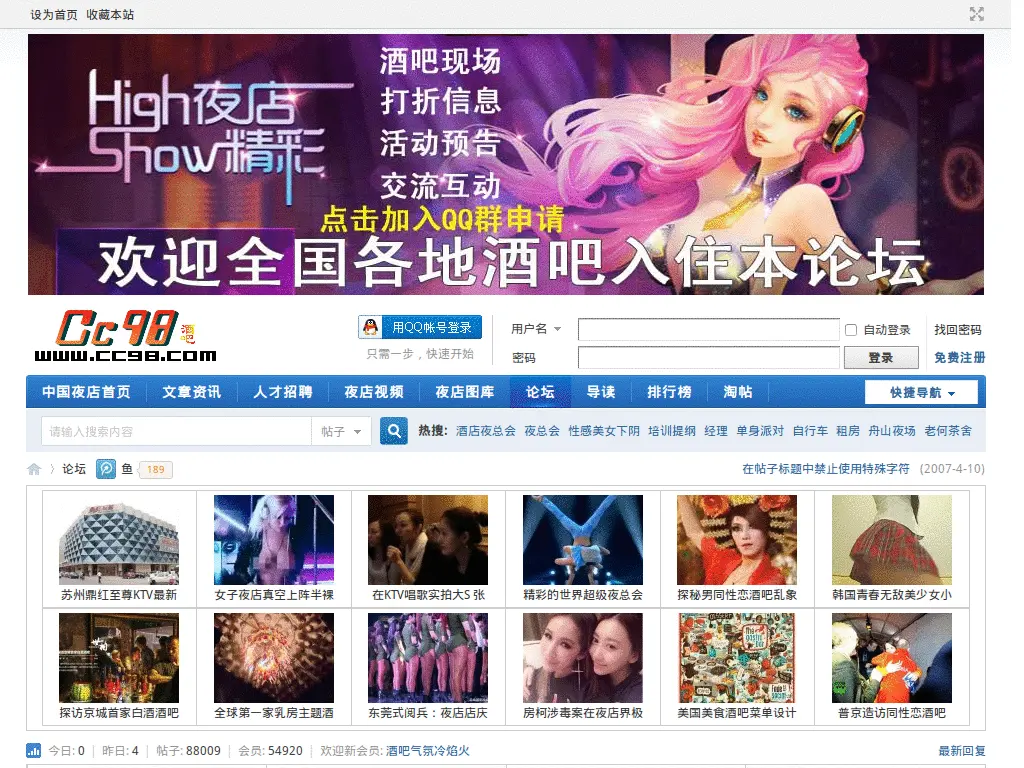 设为首页 收藏本站
High夜店
Show精彩
酒吧现场
打折信息
活动预告
交流互动
点击加入QQ群申请
欢迎全国各地酒吧入住本论坛
Cc98 酒吧
www.cc98.com
用QQ帐号登录
只需一步，快速开始
用户名 自动登录 找回密码
密码 登录 免费注册
中国夜店首页 文章资讯 人才招聘 夜店视频 夜店图库 论坛 导读 排行榜 淘帖 快捷导航
请输入搜索内容 帖子 热搜: 酒店夜总会 夜总会 性感美女下阴 培训提纲 经理 单身派对 自行车 租房 舟山夜场 老何茶舍
论坛 鱼 189 在帖子标题中禁止使用特殊字符 (2007-4-10)
苏州鼎红至尊KTV最新 女子夜店真空上阵半裸 在KTV唱歌实拍大S 张 精彩的世界超级夜总会 探秘男同性恋酒吧乱象 韩国青春无敌美少女小
探访京城首家白酒酒吧 全球第一家乳房主题酒 东莞式阅兵：夜店店庆 房柯涉毒案在夜店界极 美国美食酒吧菜单设计 普京造访同性恋酒吧
今日: 0 | 昨日: 4 | 帖子: 88009 | 会员: 54920 | 欢迎新会员: 酒吧气氛冷焰火 最新回复